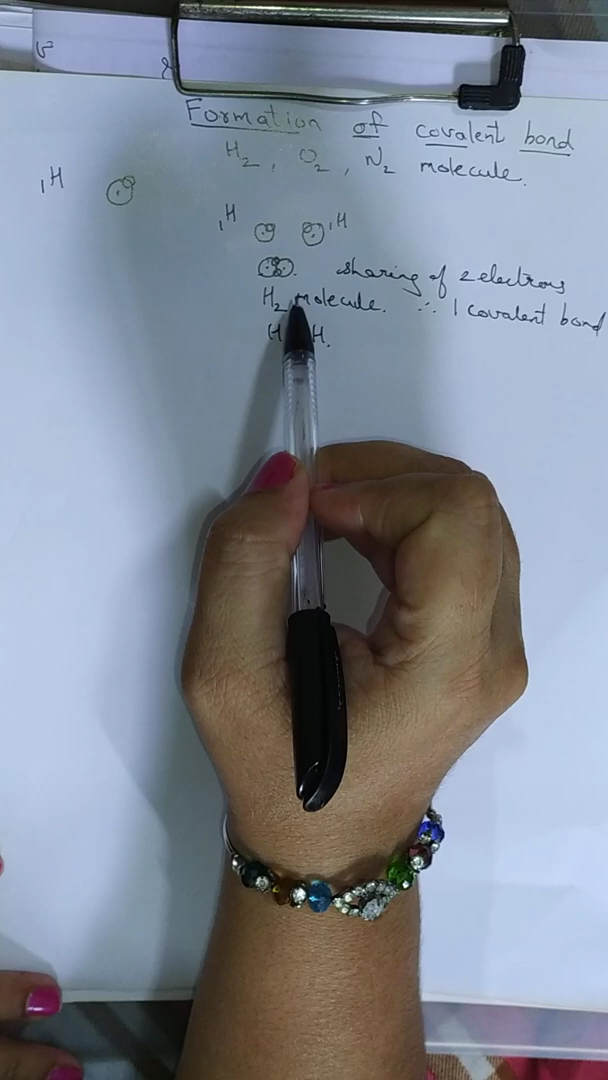 Formation of covalent bond
H2, O2, N2 molecule.
1H
1H 1H
sharing of 2 electrons
H2 molecule. ∴ 1 covalent bond
H H.